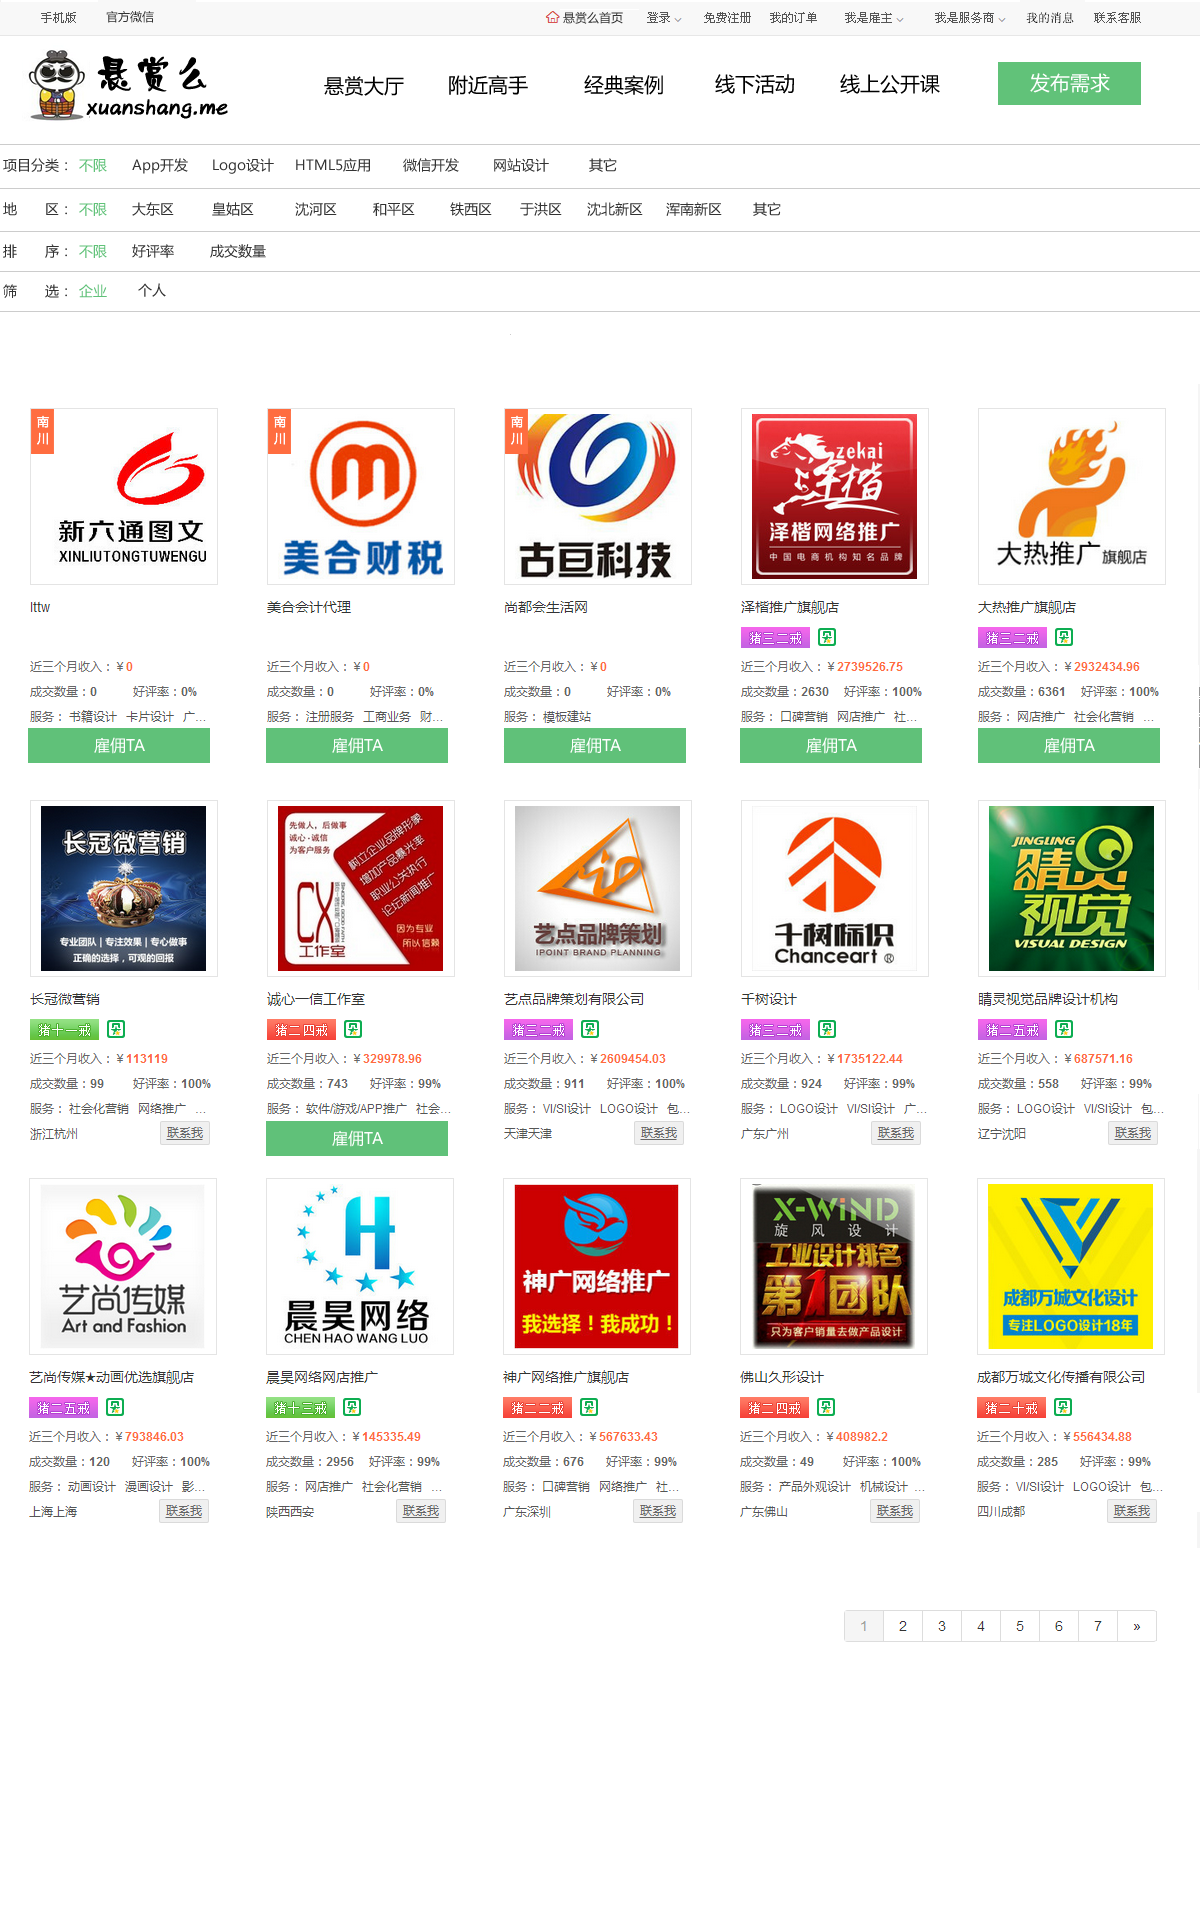 手机版 官方微信 悬赏么首页 登录 免费注册 我的订单 我是雇主 我是服务商 我的消息 联系客服
悬赏么
xuanshang.me
悬赏大厅 附近高手 经典案例 线下活动 线上公开课 发布需求
项目分类： 不限 App开发 Logo设计 HTML5应用 微信开发 网站设计 其它
地 区： 不限 大东区 皇姑区 沈河区 和平区 铁西区 于洪区 沈北新区 浑南新区 其它
排 序： 不限 好评率 成交数量
筛 选： 企业 个人
南川 南川 南川
新六通图文
XINLIUTONGTUWENGU
美合财税
古亘科技
zekai
泽楷
泽楷网络推广
中国电商机构知名品牌
大热推广旗舰店
lttw 美合会计代理 尚都会生活网 泽楷推广旗舰店 大热推广旗舰店
猪三二戒 猪三二戒
近三个月收入：￥0 近三个月收入：￥0 近三个月收入：￥0 近三个月收入：￥2739526.75 近三个月收入：￥2932434.96
成交数量：0 好评率：0% 成交数量：0 好评率：0% 成交数量：0 好评率：0% 成交数量：2630 好评率：100% 成交数量：6361 好评率：100%
服务： 书籍设计 卡片设计 广... 服务： 注册服务 工商业务 财... 服务： 模板建站 服务： 口碑营销 网店推广 社... 服务： 网店推广 社会化营销 ...
雇佣TA 雇佣TA 雇佣TA 雇佣TA 雇佣TA
长冠微营销
专业团队 | 专注效果 | 专心做事
正确的选择，可观的回报
先做人，后做事
诚心·诚信
为客户服务
树立企业品牌形象
增加产品曝光率
职业公关执行
论坛新闻推广
CX
工作室
因为专业
所以信赖
艺点品牌策划
IPOINT BRAND PLANNING
千树标识
Chanceart ®
JINGLING
睛灵
视觉
VISUAL DESIGN
长冠微营销 诚心一信工作室 艺点品牌策划有限公司 千树设计 睛灵视觉品牌设计机构
猪十一戒 猪二四戒 猪三二戒 猪三二戒 猪二五戒
近三个月收入：￥113119 近三个月收入：￥329978.96 近三个月收入：￥2609454.03 近三个月收入：￥1735122.44 近三个月收入：￥687571.16
成交数量：99 好评率：100% 成交数量：743 好评率：99% 成交数量：911 好评率：100% 成交数量：924 好评率：99% 成交数量：558 好评率：99%
服务： 社会化营销 网络推广 ... 服务： 软件/游戏/APP推广 社会... 服务： VI/SI设计 LOGO设计 包... 服务： LOGO设计 VI/SI设计 广... 服务： LOGO设计 VI/SI设计 包...
浙江杭州 联系我 雇佣TA 天津天津 联系我 广东广州 联系我 辽宁沈阳 联系我
艺尚传媒
Art and Fashion
晨昊网络
CHEN HAO WANG LUO
神广网络推广
我选择！我成功！
X-WIND
旋风设计
工业设计排名
第1团队
只为客户销量去做产品设计
成都万城文化设计
专注LOGO设计18年
艺尚传媒★动画优选旗舰店 晨昊网络网店推广 神广网络推广旗舰店 佛山久形设计 成都万城文化传播有限公司
猪二五戒 猪十三戒 猪二二戒 猪二四戒 猪二十戒
近三个月收入：￥793846.03 近三个月收入：￥145335.49 近三个月收入：￥567633.43 近三个月收入：￥408982.2 近三个月收入：￥556434.88
成交数量：120 好评率：100% 成交数量：2956 好评率：99% 成交数量：676 好评率：99% 成交数量：49 好评率：100% 成交数量：285 好评率：99%
服务： 动画设计 漫画设计 影... 服务： 网店推广 社会化营销 ... 服务： 口碑营销 网络推广 社... 服务： 产品外观设计 机械设计 ... 服务： VI/SI设计 LOGO设计 包...
上海上海 联系我 陕西西安 联系我 广东深圳 联系我 广东佛山 联系我 四川成都 联系我
1 2 3 4 5 6 7 »